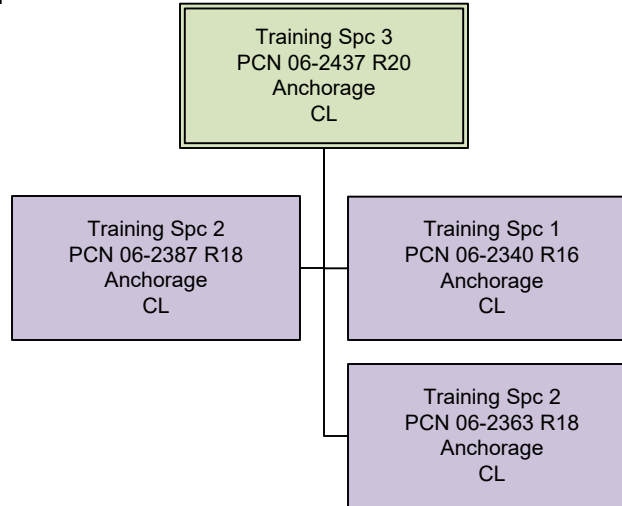 Training Spc 3
PCN 06-2437 R20
Anchorage
CL
Training Spc 2
PCN 06-2387 R18
Anchorage
CL
Training Spc 1
PCN 06-2340 R16
Anchorage
CL
Training Spc 2
PCN 06-2363 R18
Anchorage
CL